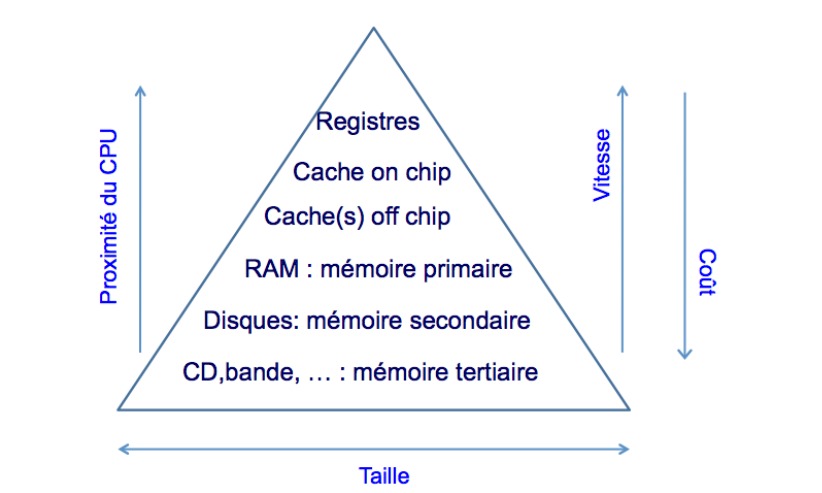 Registres
Cache on chip
Cache(s) off chip
RAM : mémoire primaire
Disques: mémoire secondaire
CD,bande, … : mémoire tertiaire
Proximité du CPU
Vitesse
Coût
Taille